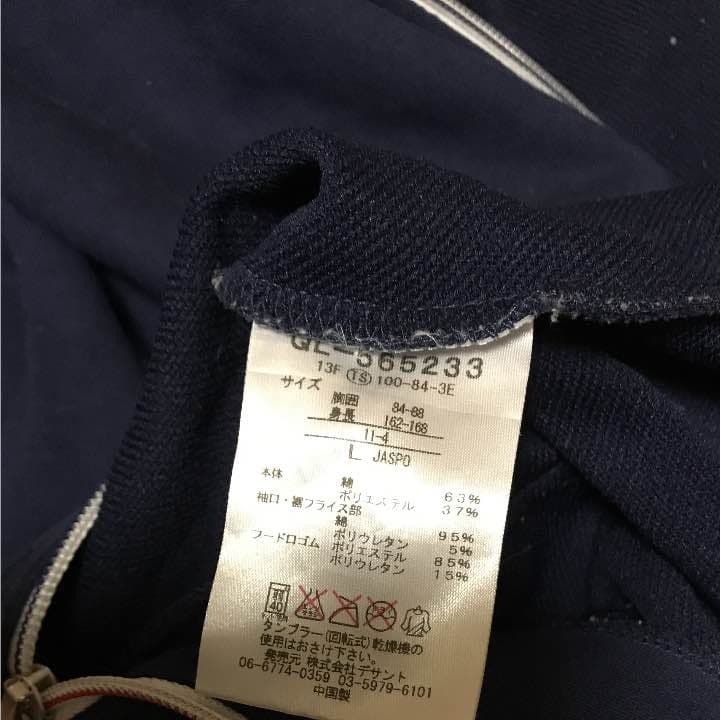 QL-565233
13F TS 100-84-3E
サイズ
胸囲 84-88
身長 162-168
11-4
L JASPO
本体 綿 63%
ポリエステル 37%
袖口・裾フライス部
綿 95%
ポリウレタン 5%
フードロゴム ポリエステル 85%
ポリウレタン 15%
40
タンブラー(回転式)乾燥機の
使用はおさけ下さい。
発売元 株式会社デサント
06-6774-0359 03-5979-6101
中国製